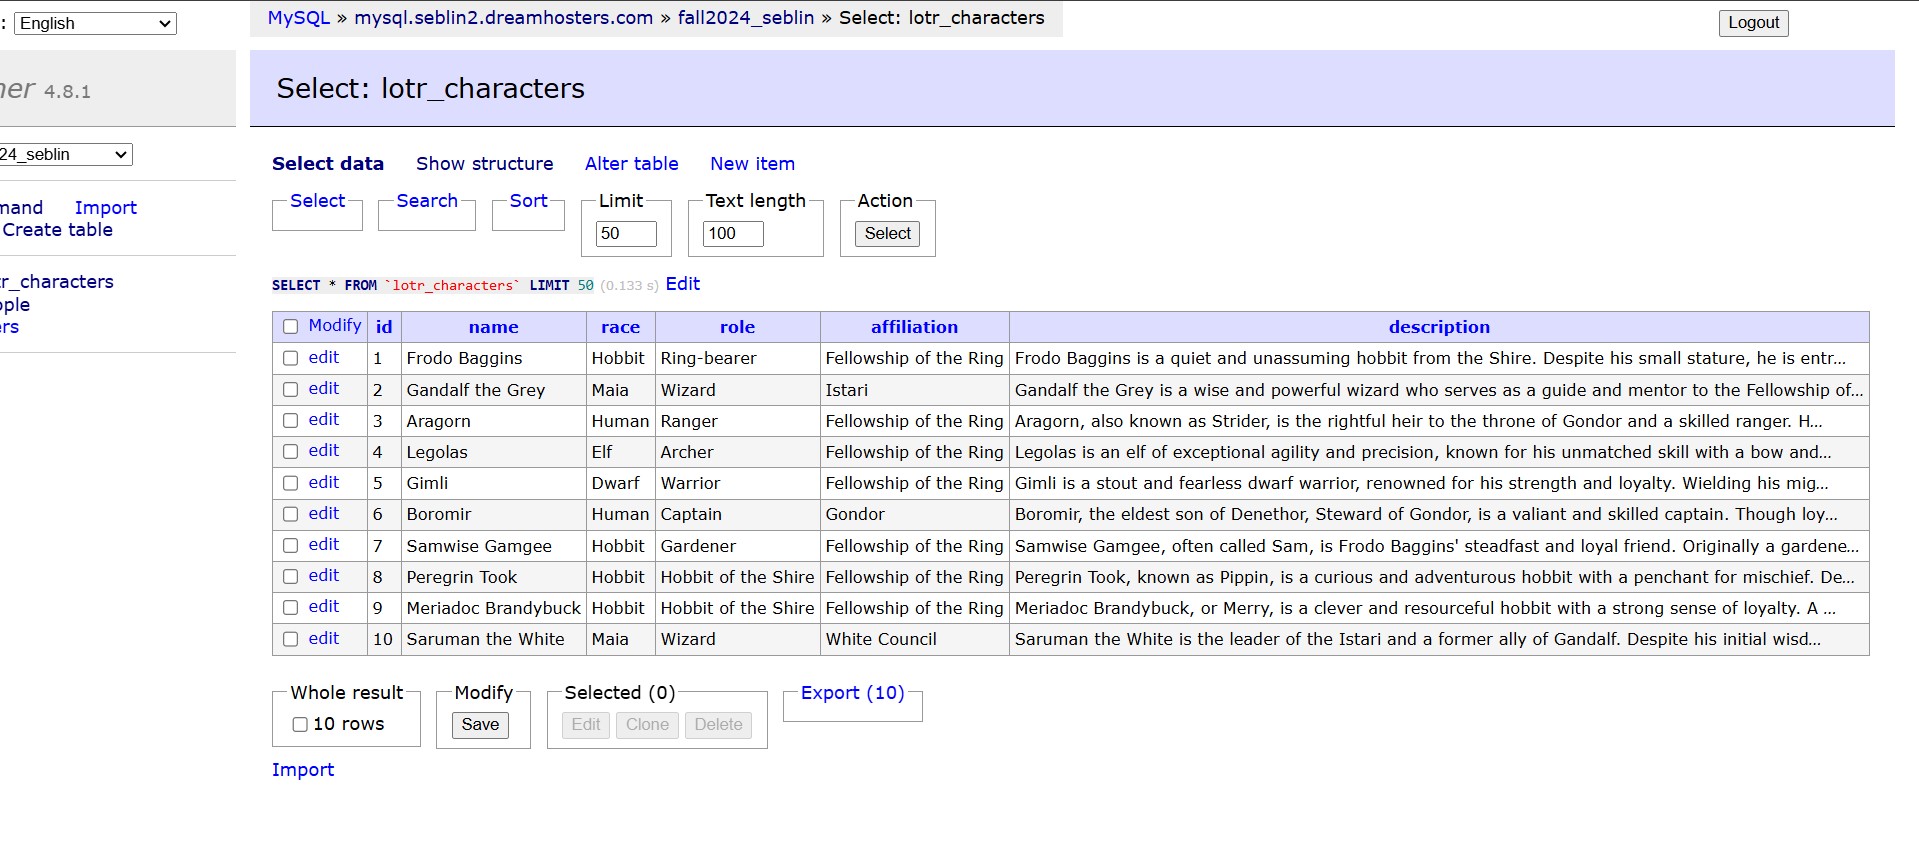 : English
MySQL » mysql.seblin2.dreamhosters.com » fall2024_seblin » Select: lotr_characters
Logout
4.8.1
Select: lotr_characters
24_seblin
Select data Show structure Alter table New item
Import
Create table
Select Search Sort Limit Text length Action
50 100 Select
r_characters
SELECT * FROM `lotr_characters` LIMIT 50 (0.133 s) Edit
Modify id name race role affiliation description
edit 1 Frodo Baggins Hobbit Ring-bearer Fellowship of the Ring Frodo Baggins is a quiet and unassuming hobbit from the Shire. Despite his small stature, he is entr...
edit 2 Gandalf the Grey Maia Wizard Istari Gandalf the Grey is a wise and powerful wizard who serves as a guide and mentor to the Fellowship of...
edit 3 Aragorn Human Ranger Fellowship of the Ring Aragorn, also known as Strider, is the rightful heir to the throne of Gondor and a skilled ranger. H...
edit 4 Legolas Elf Archer Fellowship of the Ring Legolas is an elf of exceptional agility and precision, known for his unmatched skill with a bow and...
edit 5 Gimli Dwarf Warrior Fellowship of the Ring Gimli is a stout and fearless dwarf warrior, renowned for his strength and loyalty. Wielding his mig...
edit 6 Boromir Human Captain Gondor Boromir, the eldest son of Denethor, Steward of Gondor, is a valiant and skilled captain. Though loy...
edit 7 Samwise Gamgee Hobbit Gardener Fellowship of the Ring Samwise Gamgee, often called Sam, is Frodo Baggins' steadfast and loyal friend. Originally a gardene...
edit 8 Peregrin Took Hobbit Hobbit of the Shire Fellowship of the Ring Peregrin Took, known as Pippin, is a curious and adventurous hobbit with a penchant for mischief. De...
edit 9 Meriadoc Brandybuck Hobbit Hobbit of the Shire Fellowship of the Ring Meriadoc Brandybuck, or Merry, is a clever and resourceful hobbit with a strong sense of loyalty. A ...
edit 10 Saruman the White Maia Wizard White Council Saruman the White is the leader of the Istari and a former ally of Gandalf. Despite his initial wisd...
Whole result Modify Selected (0) Export (10)
10 rows Save Edit Clone Delete
Import